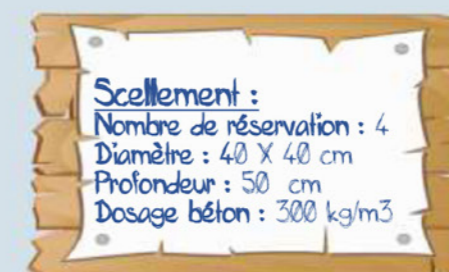 Scellement :
Nombre de réservation : 4
Diamètre : 40 X 40 cm
Profondeur : 50 cm
Dosage béton : 300 kg/m3